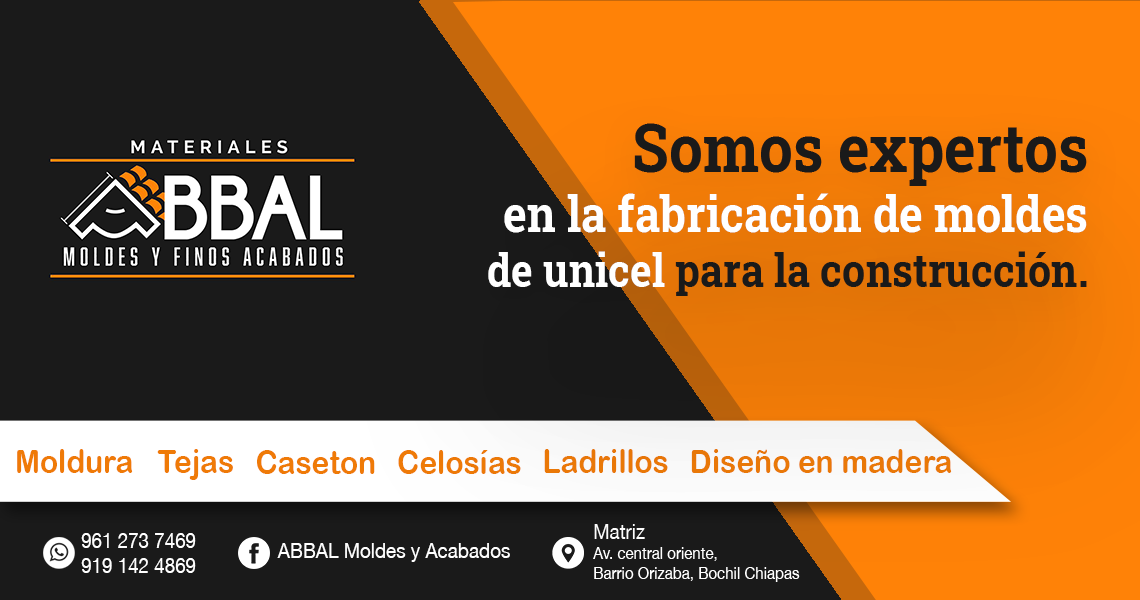 MATERIALES
ABBAL
MOLDES Y FINOS ACABADOS
Somos expertos
en la fabricación de moldes
de unicel para la construcción.
Moldura Tejas Caseton Celosías Ladrillos Diseño en madera
961 273 7469
919 142 4869
ABBAL Moldes y Acabados
Matriz
Av. central oriente,
Barrio Orizaba, Bochil Chiapas